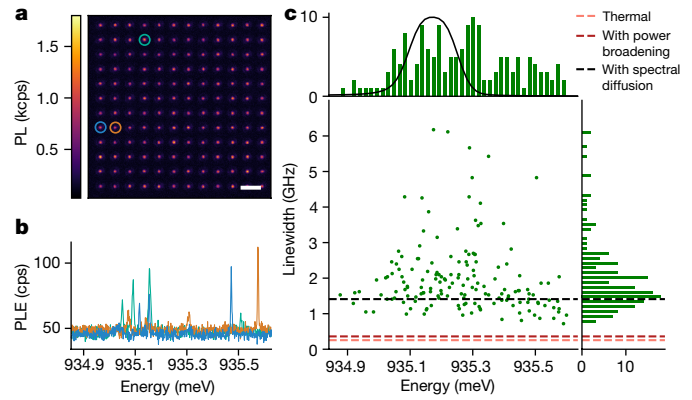 a
PL (kcps)
1.5
1.0
0.5
b
PLE (cps)
100
50
934.9
935.1
935.3
935.5
Energy (meV)
c
10
0
Thermal
With power
broadening
With spectral
diffusion
Linewidth (GHz)
6
5
4
3
2
1
0
934.9
935.1
935.3
935.5
Energy (meV)
0
10